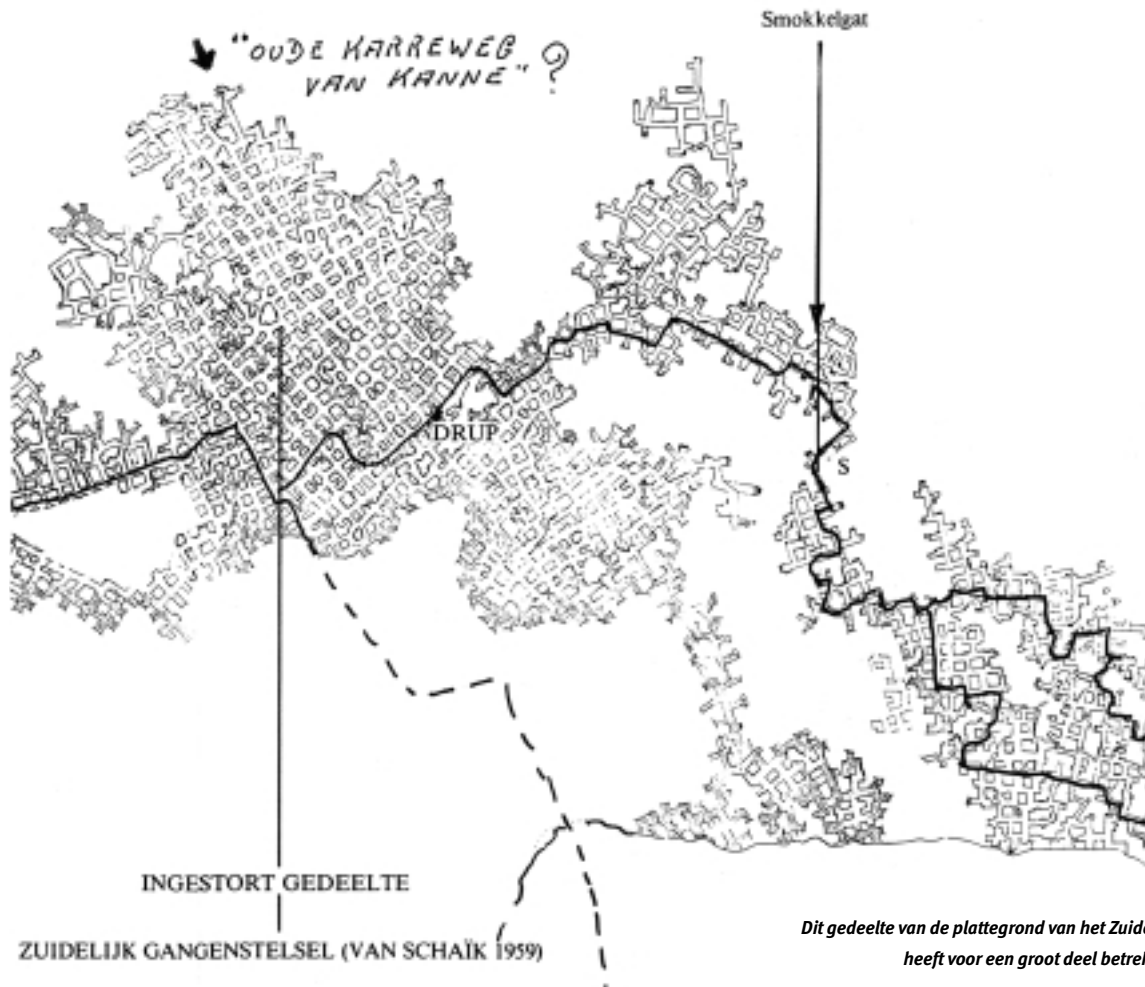 Smokkelgat
"OUDE KARREWEG
VAN KANNE" ?
DRUP
S
INGESTORT GEDEELTE
ZUIDELIJK GANGENSTELSEL (VAN SCHAÏK 1959)
Dit gedeelte van de plattegrond van het Zuide
heeft voor een groot deel betrek